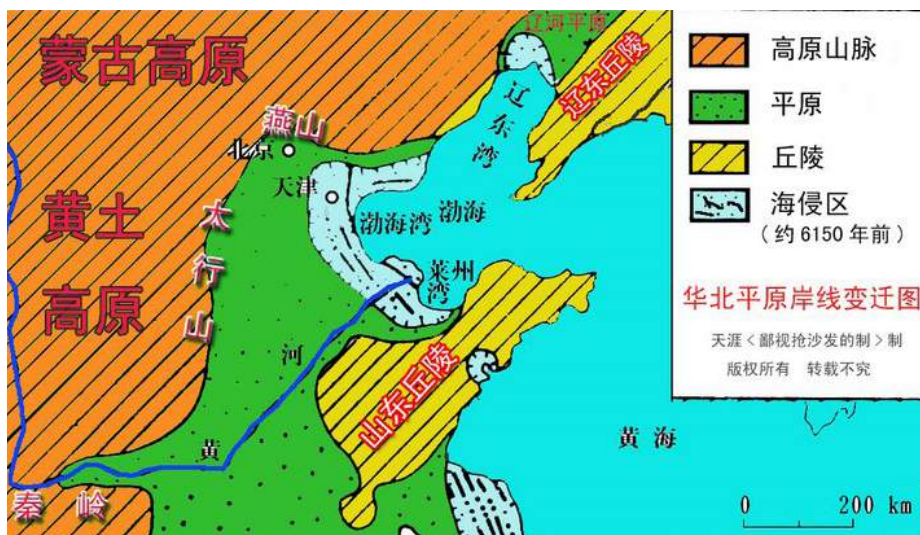 蒙古高原
辽河平原
燕山
北京
天津
辽东湾
辽东丘陵
黄土
高原
太行山
渤海湾
渤海
莱州湾
山东丘陵
黄河
秦岭
黄海
高原山脉
平原
丘陵
海侵区
(约6150年前)
华北平原岸线变迁图
天涯<鄙视抢沙发的制>制
版权所有 转载不究
0 200 km